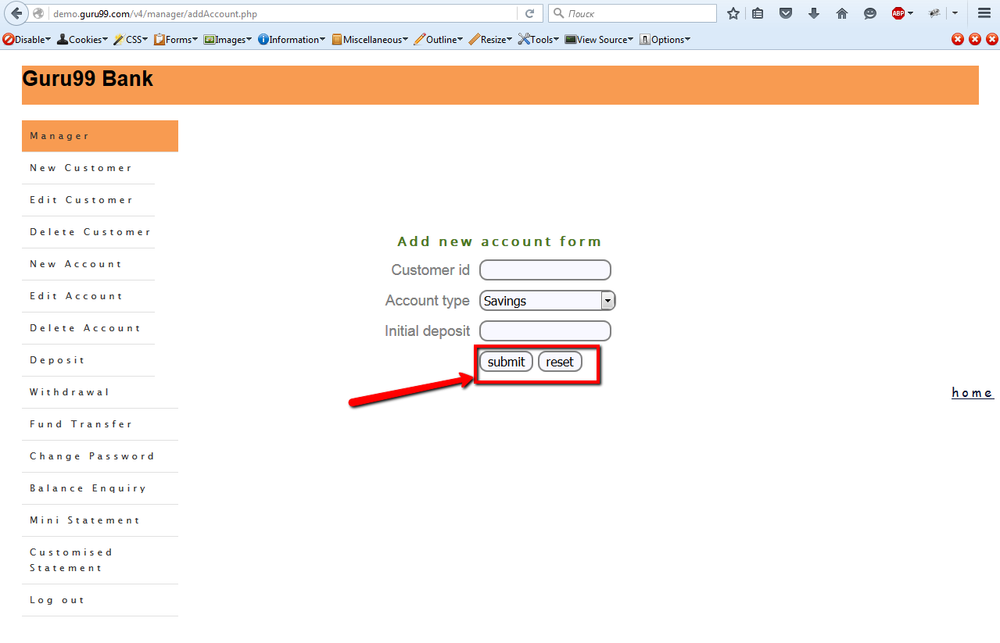 demo.guru99.com/v4/manager/addAccount.php Поиск ABP
Disable Cookies CSS Forms Images Information Miscellaneous Outline Resize Tools View Source Options
Guru99 Bank
Manager
New Customer
Edit Customer
Delete Customer
New Account
Edit Account
Delete Account
Deposit
Withdrawal
Fund Transfer
Change Password
Balance Enquiry
Mini Statement
Customised
Statement
Log out
Add new account form
Customer id
Account type Savings
Initial deposit
submit reset
home